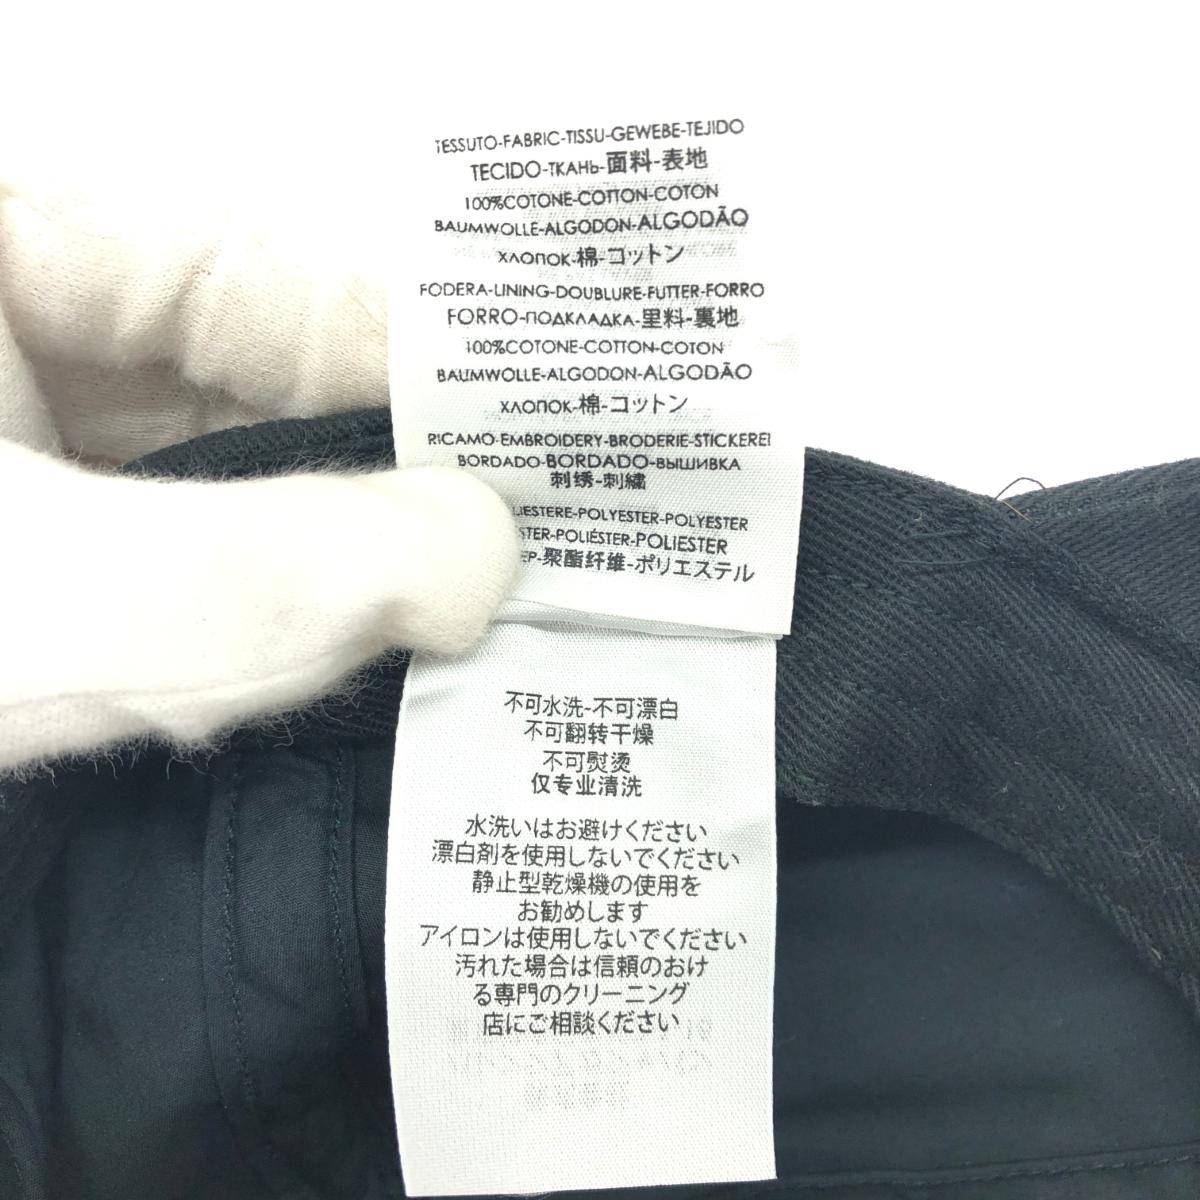 TESSUTO-FABRIC-TISSU-GEWEBE-TEJIDO
TECIDO-ТКАНЬ-面料-表地
100%COTONE-COTTON-COTON
BAUMWOLLE-ALGODON-ALGODÃO
ХЛОПОК-棉-コットン
FODERA-LINING-DOUBLURE-FUTTER-FORRO
FORRO-ПОДКЛАДКА-里料-裏地
100%COTONE-COTTON-COTON
BAUMWOLLE-ALGODON-ALGODÃO
ХЛОПОК-棉-コットン
RICAMO-EMBROIDERY-BRODERIE-STICKEREI
BORDADO-BORDADO-ВЫШИВКА
刺绣-刺繍
LIESTERE-POLYESTER-POLYESTER
STER-POLIÉSTER-POLIESTER
ЕР-聚酯纤维-ポリエステル
不可水洗-不可漂白
不可翻转干燥
不可熨烫
仅专业清洗
水洗いはお避けください
漂白剤を使用しないでください
静止型乾燥機の使用を
お勧めします
アイロンは使用しないでください
汚れた場合は信頼のおけ
る専門のクリーニング
店にご相談ください